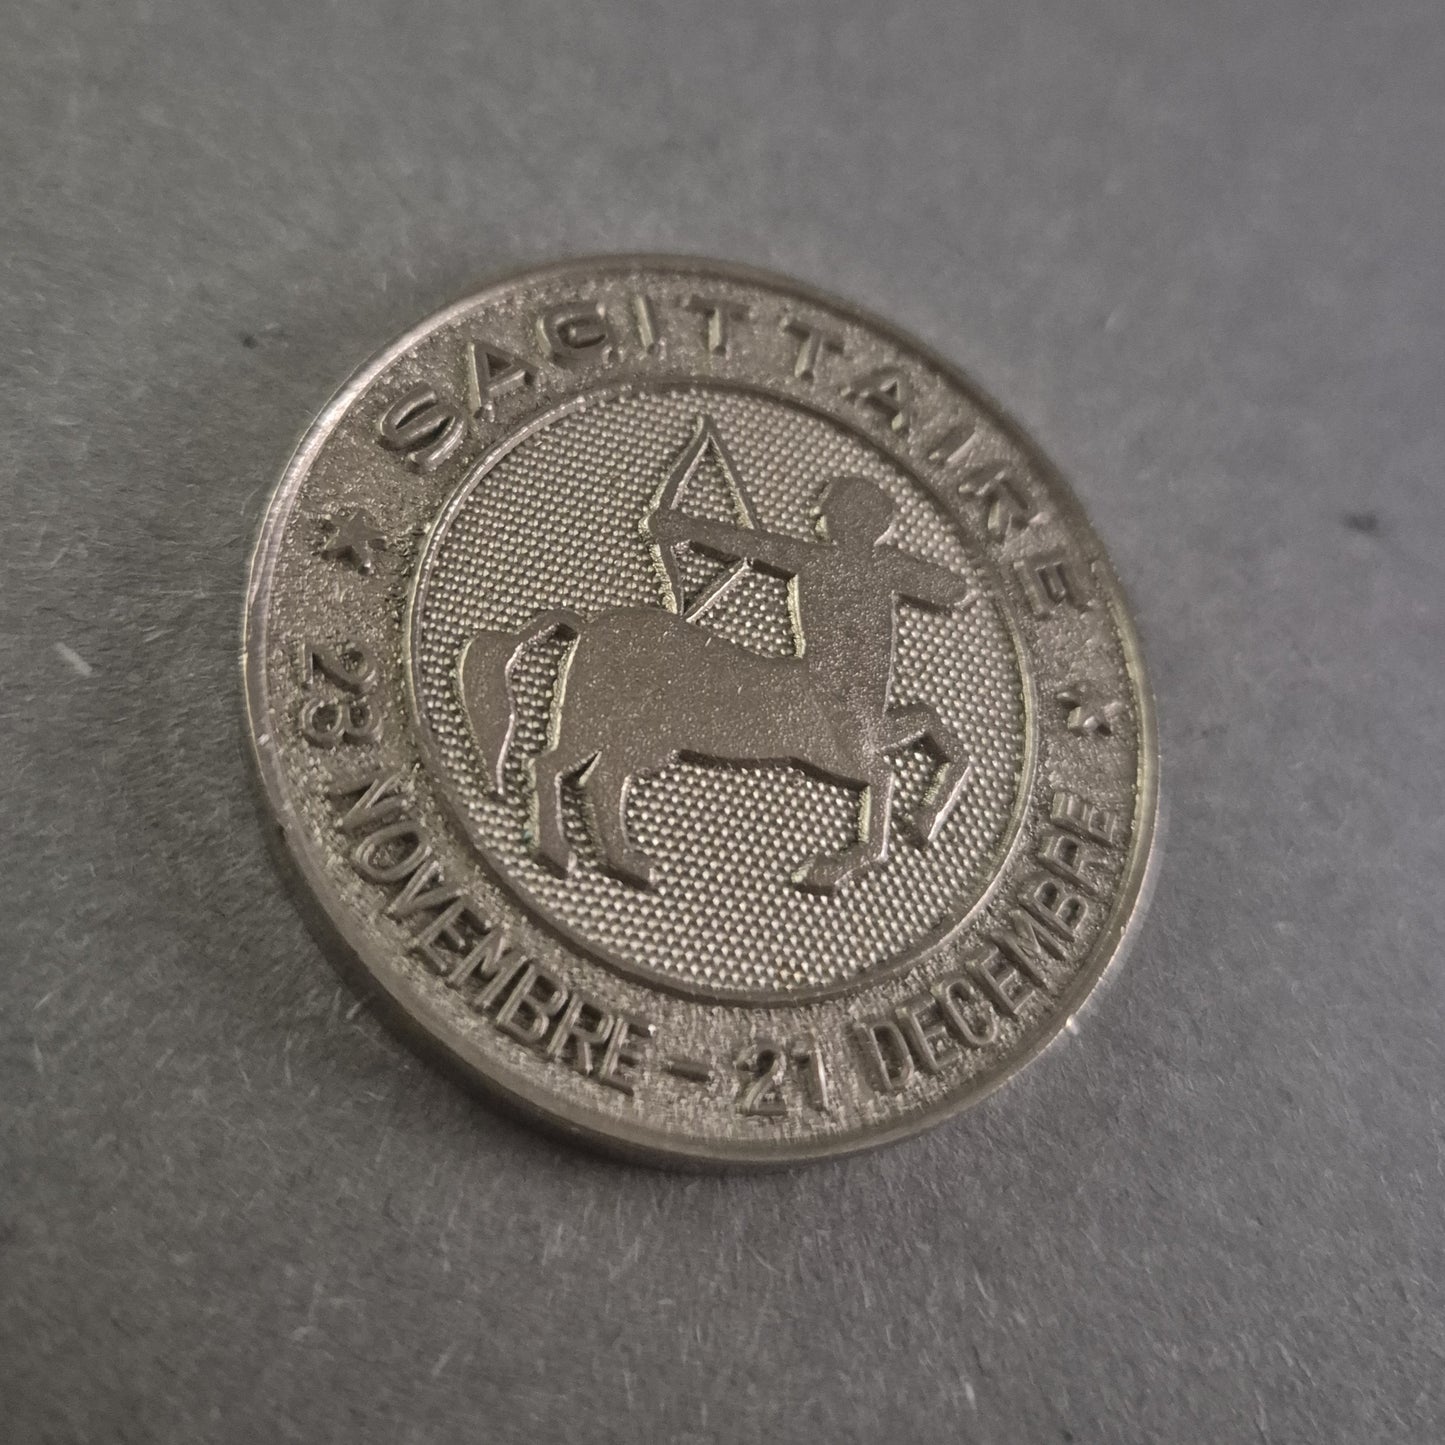 SAGITTAIRE
23 NOVEMBRE - 21 DECEMBRE